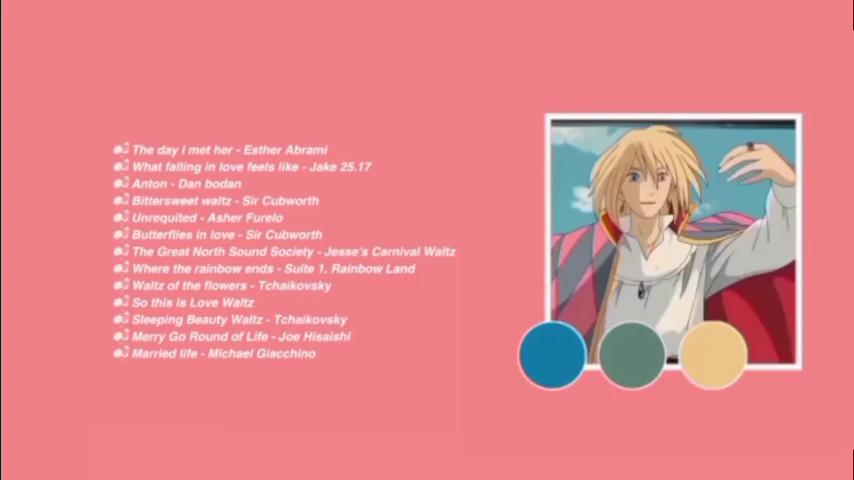 The day i met her - Esther Abrami
What falling in love feels like - Jake 25.17
Anton - Dan bodan
Bittersweet waltz - Sir Cubworth
Unrequited - Asher Furelo
Butterflies in love - Sir Cubworth
The Great North Sound Society - Jesse's Carnival Waltz
Where the rainbow ends - Suite 1. Rainbow Land
Waltz of the flowers - Tchaikovsky
So this is Love Waltz
Sleeping Beauty Waltz - Tchaikovsky
Merry Go Round of Life - Joe Hisaishi
Married life - Michael Giacchino